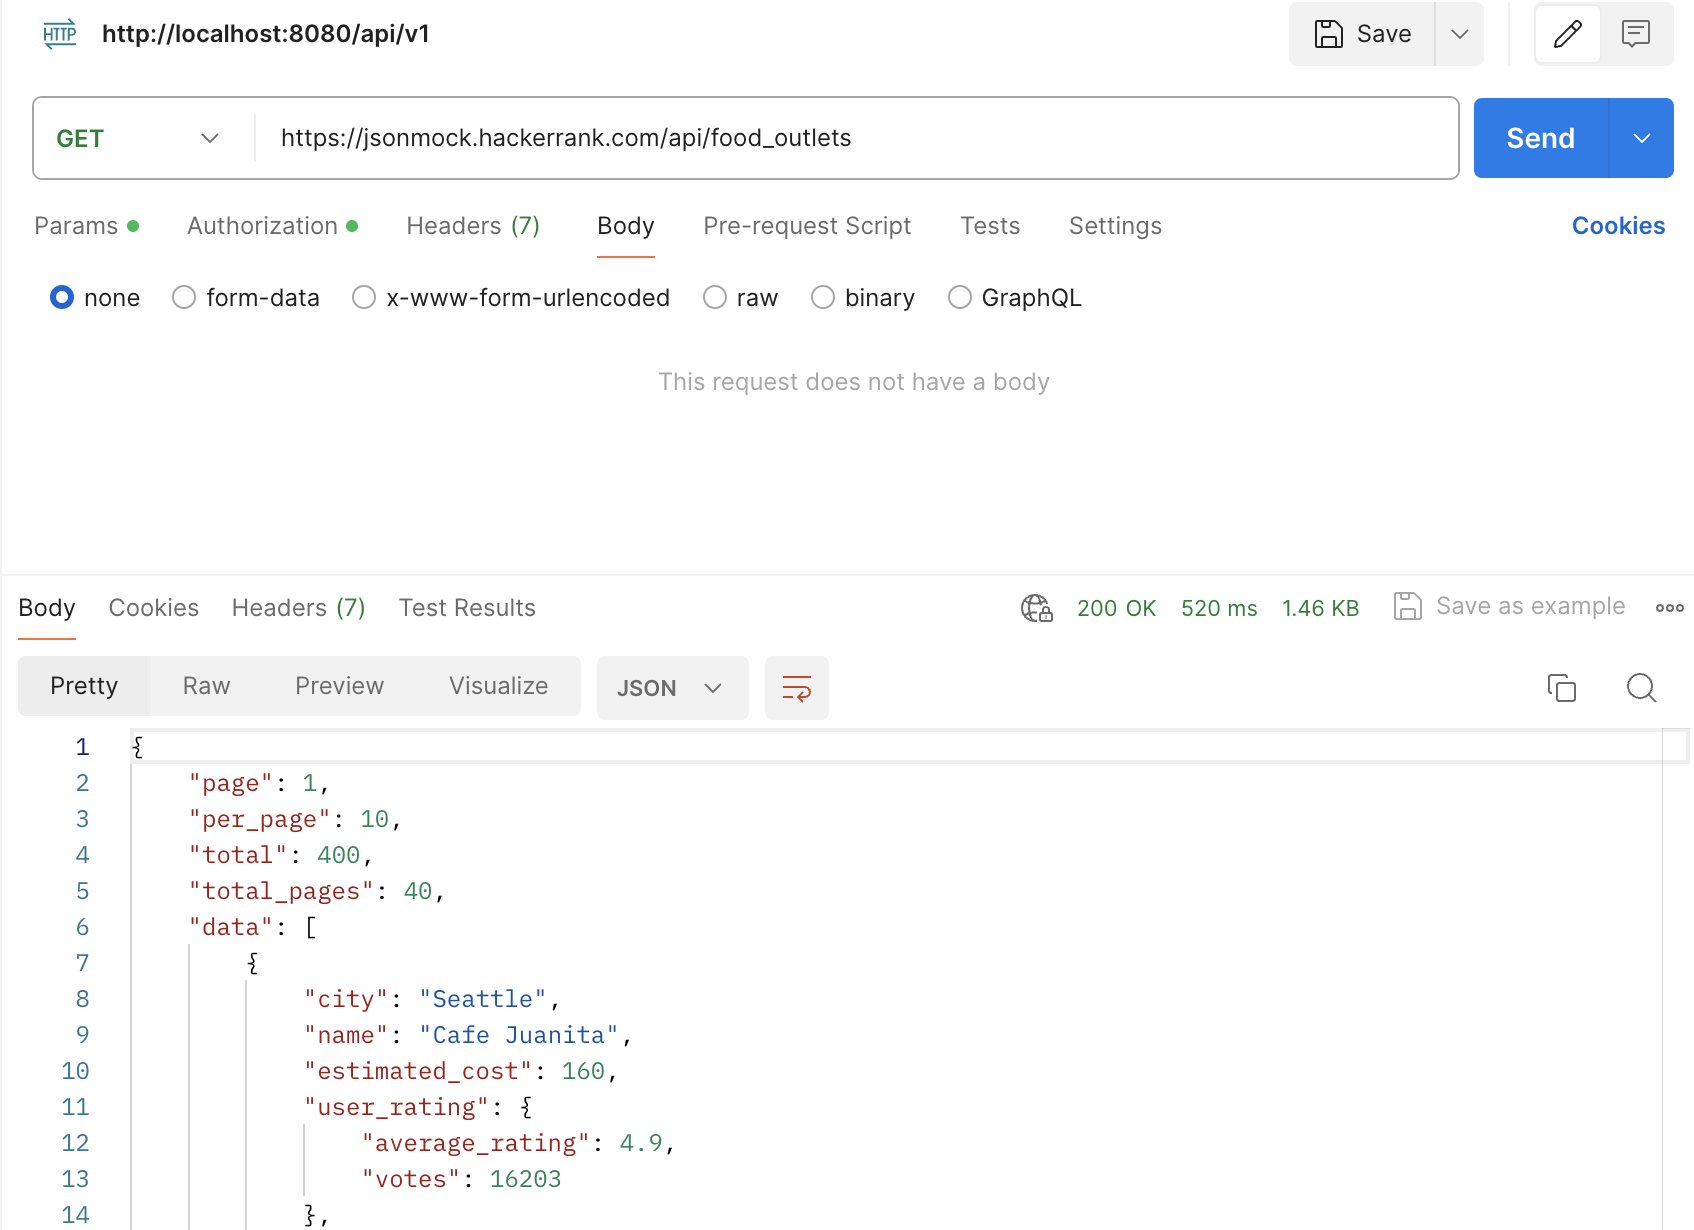 HTTP http://localhost:8080/api/v1 Save
GET https://jsonmock.hackerrank.com/api/food_outlets Send
Params Authorization Headers (7) Body Pre-request Script Tests Settings Cookies
none form-data x-www-form-urlencoded raw binary GraphQL
This request does not have a body
Body Cookies Headers (7) Test Results 200 OK 520 ms 1.46 KB Save as example
Pretty Raw Preview Visualize JSON
1 {
2 "page": 1,
3 "per_page": 10,
4 "total": 400,
5 "total_pages": 40,
6 "data": [
7 {
8 "city": "Seattle",
9 "name": "Cafe Juanita",
10 "estimated_cost": 160,
11 "user_rating": {
12 "average_rating": 4.9,
13 "votes": 16203
14 },